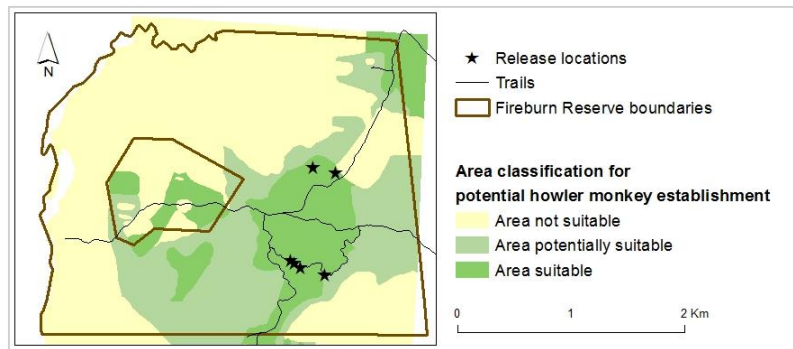 N
Release locations
Trails
Fireburn Reserve boundaries
Area classification for
potential howler monkey establishment
Area not suitable
Area potentially suitable
Area suitable
0 1 2 Km